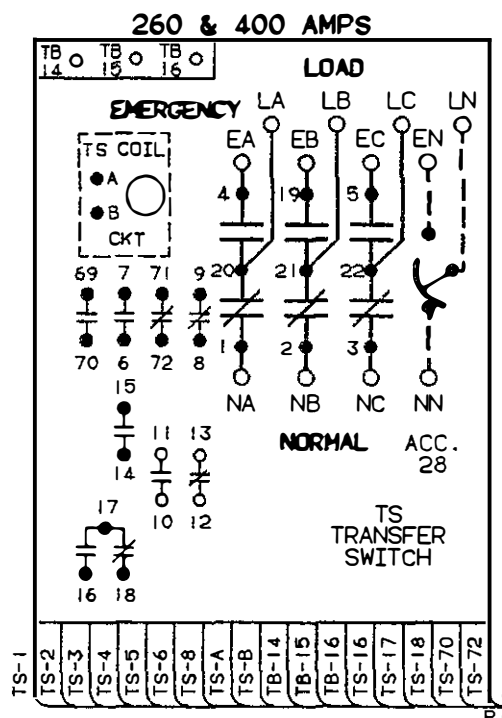 260 & 400 AMPS
TB 14 TB 15 TB 16
LOAD
EMERGENCY LA LB LC LN
EA EB EC EN
TS COIL
A
B
CKT
4 19 5
20 21 22
69 7 71 9
70 6 72 8
1 2 3
NA NB NC NN
15
14
11 13
10 12
NORMAL
ACC.
28
17
16 18
TS
TRANSFER
SWITCH
TS-1
TS-2
TS-3
TS-4
TS-5
TS-6
TS-8
TS-A
TS-B
TB-14
TB-15
TB-16
TS-16
TS-17
TS-18
TS-70
TS-72